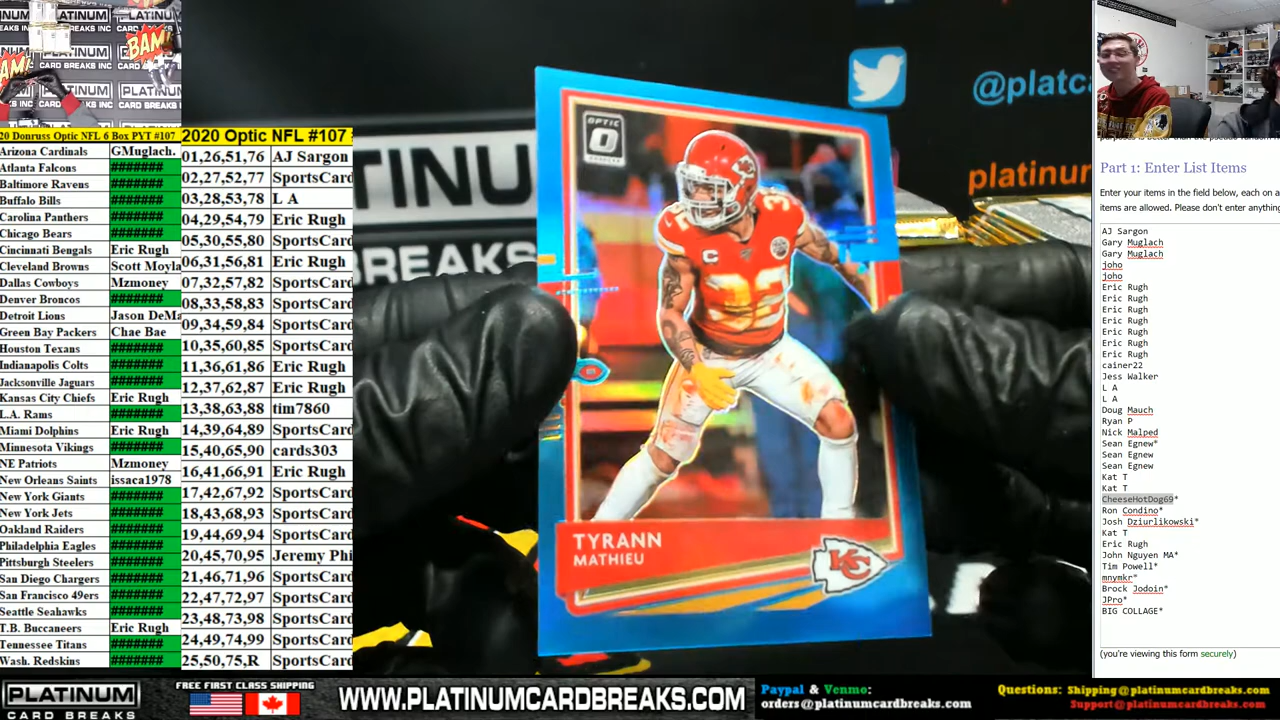 20 Donruss Optic NFL 6 Box PYT #107
Arizona Cardinals GMuglach.
Atlanta Falcons #######
Baltimore Ravens #######
Buffalo Bills #######
Carolina Panthers #######
Chicago Bears #######
Cincinnati Bengals Eric Rugh
Cleveland Browns Scott Moyla
Dallas Cowboys Mzmoney
Denver Broncos #######
Detroit Lions Jason DeMa
Green Bay Packers Chae Bae
Houston Texans #######
Indianapolis Colts #######
Jacksonville Jaguars #######
Kansas City Chiefs Eric Rugh
L.A. Rams #######
Miami Dolphins Eric Rugh
Minnesota Vikings #######
NE Patriots Mzmoney
New Orleans Saints issaca1978
New York Giants #######
New York Jets #######
Oakland Raiders #######
Philadelphia Eagles #######
Pittsburgh Steelers #######
San Diego Chargers #######
San Francisco 49ers #######
Seattle Seahawks #######
T.B. Buccaneers Eric Rugh
Tennessee Titans #######
Wash. Redskins #######
2020 Optic NFL #107
01,26,51,76 AJ Sargon
02,27,52,77 SportsCard
03,28,53,78 L A
04,29,54,79 Eric Rugh
05,30,55,80 SportsCard
06,31,56,81 Eric Rugh
07,32,57,82 SportsCard
08,33,58,83 SportsCard
09,34,59,84 SportsCard
10,35,60,85 SportsCard
11,36,61,86 Eric Rugh
12,37,62,87 Eric Rugh
13,38,63,88 tim7860
14,39,64,89 Eric Rugh
15,40,65,90 cards303
16,41,66,91 Eric Rugh
17,42,67,92 SportsCard
18,43,68,93 SportsCard
19,44,69,94 SportsCard
20,45,70,95 Jeremy Phi
21,46,71,96 SportsCard
22,47,72,97 SportsCard
23,48,73,98 SportsCard
24,49,74,99 SportsCard
25,50,75,R SportsCard
BAM!
PLATINUM
CARD BREAKS INC
@platca
platinum
BREAKS
OPTIC
32
C
TYRANN
MATHIEU
KC
Part 1: Enter List Items
Enter your items in the field below, each on a
items are allowed. Please don't enter anything
AJ Sargon
Gary Muglach
Gary Muglach
joho
joho
Eric Rugh
Eric Rugh
Eric Rugh
Eric Rugh
Eric Rugh
Eric Rugh
Eric Rugh
cainer22
Jess Walker
L A
L A
Doug Mauch
Ryan P
Nick Malped
Sean Egnew*
Sean Egnew
Sean Egnew
Kat T
Kat T
CheeseHotDog69*
Ron Condino*
Josh Dziurlikowski*
Kat T
Eric Rugh
John Nguyen MA*
Tim Powell*
mnymkr*
Brock Jodoin*
JPro*
BIG COLLAGE*
(you're viewing this form securely)
PLATINUM
CARD BREAKS
FREE FIRST CLASS SHIPPING
WWW.PLATINUMCARDBREAKS.COM
Paypal & Venmo:
orders@platinumcardbreaks.com
Questions: Shipping@platinumcardbreaks.com
Support@platinumcardbreaks.com